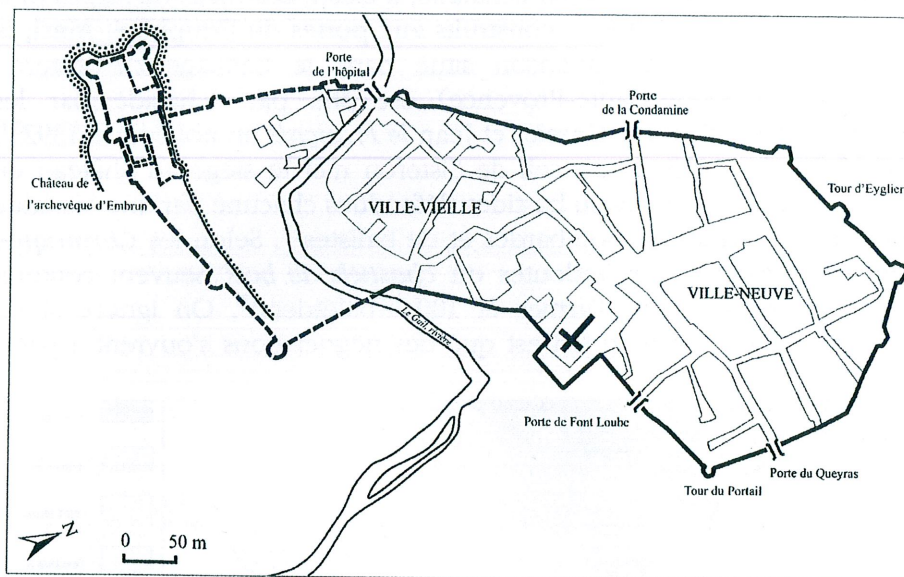 Porte
de l'hôpital
Porte
de la Condamine
Château de
l'archevêque d'Embrun
VILLE-VIEILLE
Tour d'Eyglier
VILLE-NEUVE
Le Guil, rivière
Porte de Font Loube
Porte du Queyras
Tour du Portail
N
0 50 m